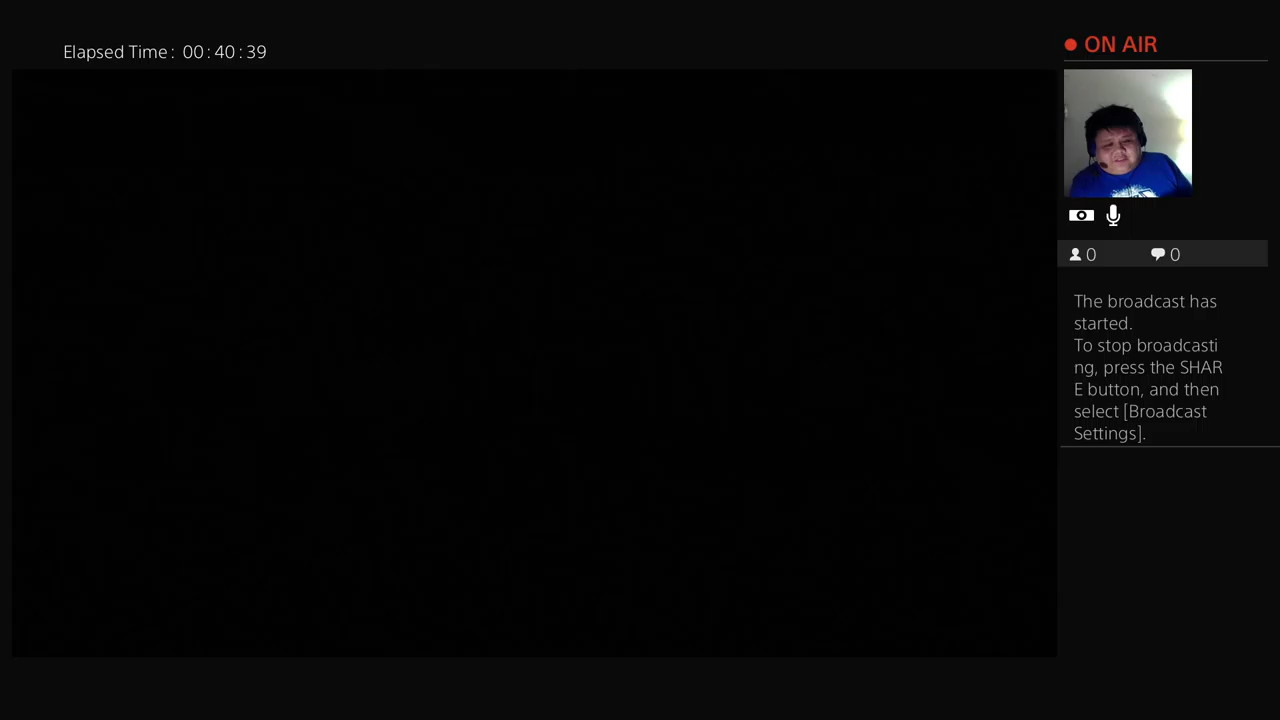 Elapsed Time: 00:40:39
ON AIR
0
0
The broadcast has
started.
To stop broadcasti
ng, press the SHAR
E button, and then
select [Broadcast
Settings].